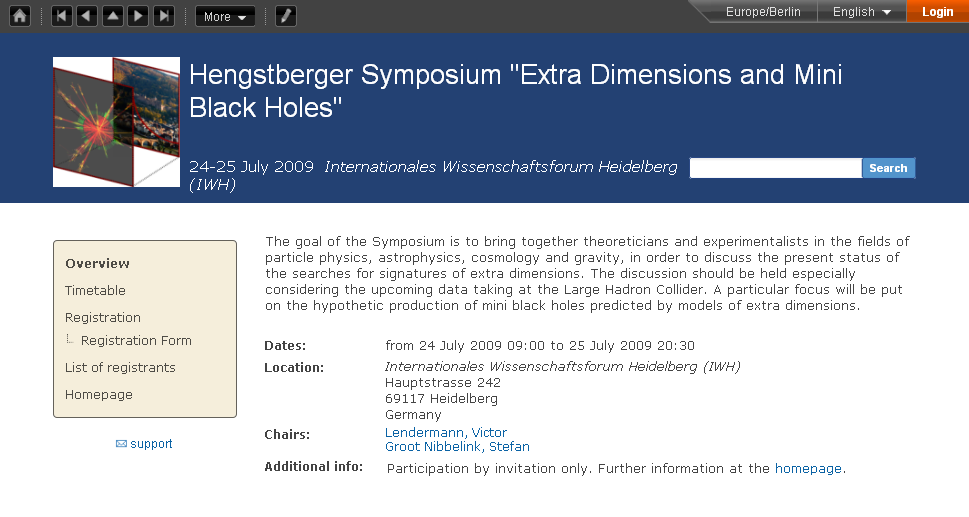 More
Europe/Berlin
English
Login
Hengstberger Symposium "Extra Dimensions and Mini
Black Holes"
24-25 July 2009 Internationales Wissenschaftsforum Heidelberg
(IWH)
Search
Overview
Timetable
Registration
Registration Form
List of registrants
Homepage
support
The goal of the Symposium is to bring together theoreticians and experimentalists in the fields of
particle physics, astrophysics, cosmology and gravity, in order to discuss the present status of
the searches for signatures of extra dimensions. The discussion should be held especially
considering the upcoming data taking at the Large Hadron Collider. A particular focus will be put
on the hypothetic production of mini black holes predicted by models of extra dimensions.
Dates: from 24 July 2009 09:00 to 25 July 2009 20:30
Location: Internationales Wissenschaftsforum Heidelberg (IWH)
Hauptstrasse 242
69117 Heidelberg
Germany
Chairs: Lendermann, Victor
Groot Nibbelink, Stefan
Additional info: Participation by invitation only. Further information at the homepage.